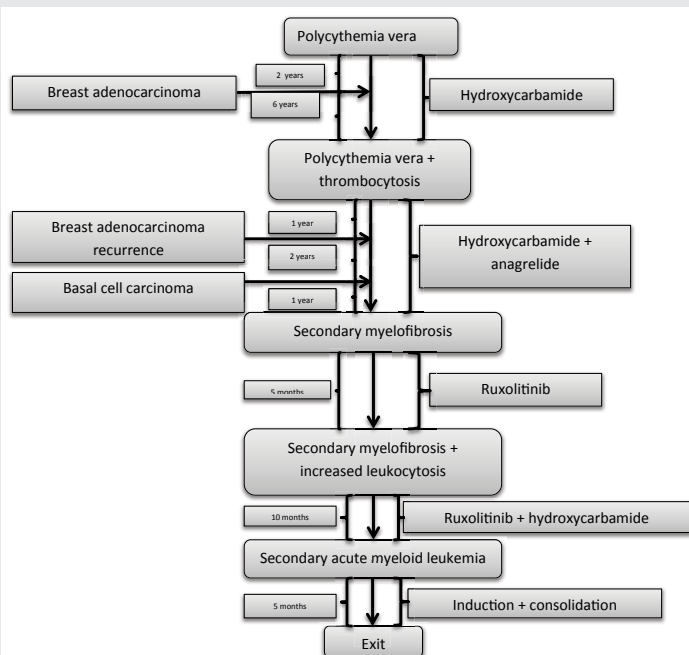 Polycythemia vera
2 years
Breast adenocarcinoma
6 years
Hydroxycarbamide
Polycythemia vera +
thrombocytosis
1 year
Breast adenocarcinoma
recurrence
2 years
Hydroxycarbamide +
anagrelide
Basal cell carcinoma
1 year
Secondary myelofibrosis
5 months
Ruxolitinib
Secondary myelofibrosis +
increased leukocytosis
10 months
Ruxolitinib + hydroxycarbamide
Secondary acute myeloid leukemia
5 months
Induction + consolidation
Exit